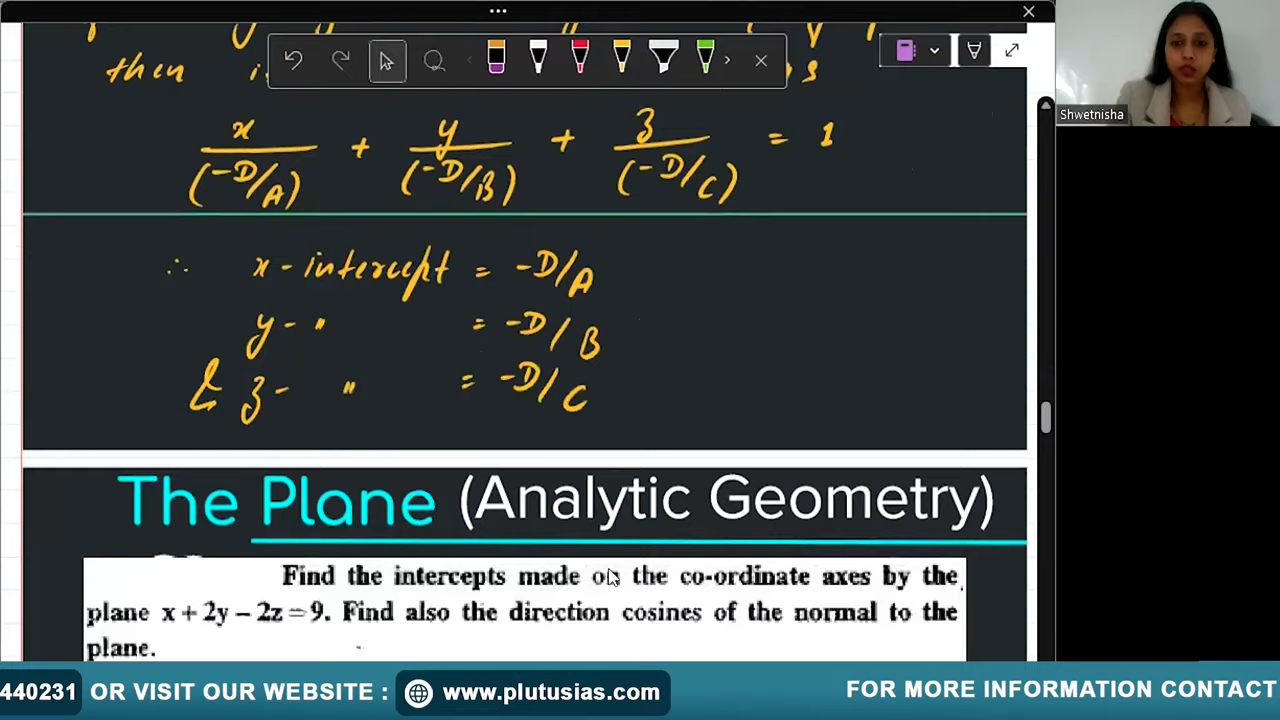 then
x/(-D/A) + y/(-D/B) + z/(-D/C) = 1
Shwetnisha
∴ x-intercept = -D/A
y- " = -D/B
& z- " = -D/C
The Plane (Analytic Geometry)
Find the intercepts made on the co-ordinate axes by the
plane x + 2y − 2z = 9. Find also the direction cosines of the normal to the
plane.
440231 OR VISIT OUR WEBSITE : www.plutusias.com FOR MORE INFORMATION CONTACT